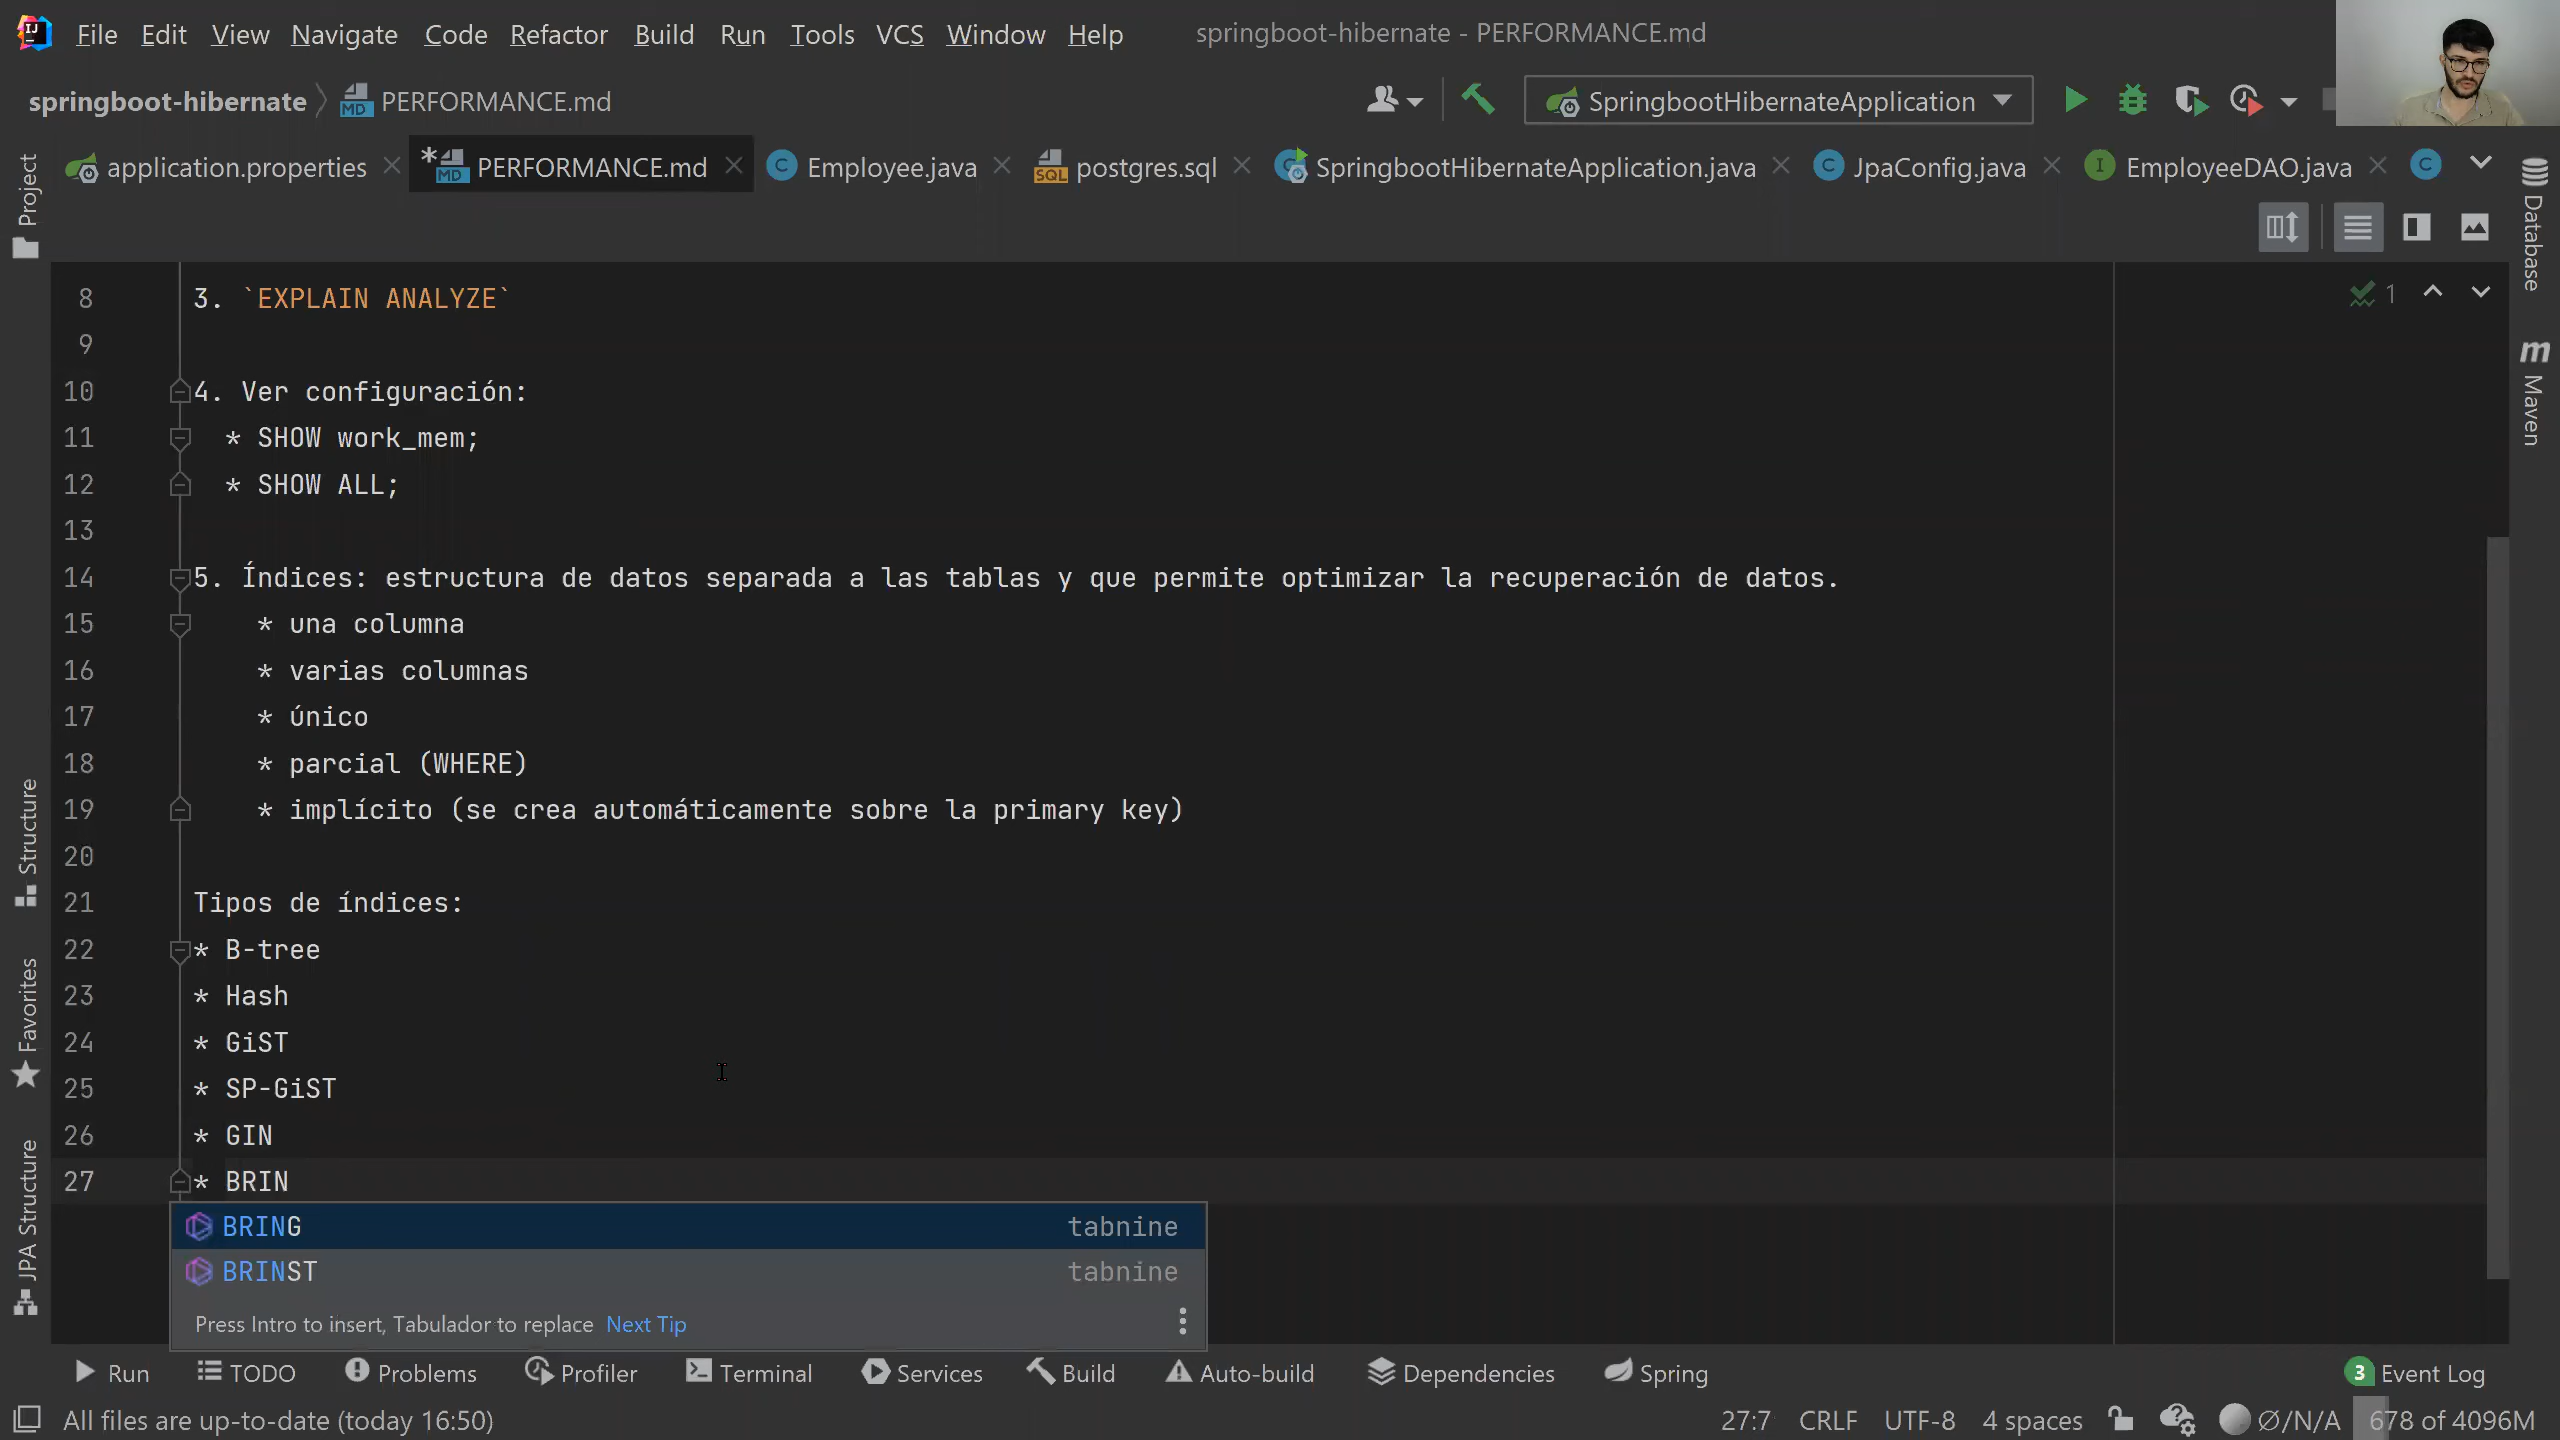 File Edit View Navigate Code Refactor Build Run Tools VCS Window Help springboot-hibernate - PERFORMANCE.md
springboot-hibernate PERFORMANCE.md SpringbootHibernateApplication
application.properties PERFORMANCE.md Employee.java postgres.sql SpringbootHibernateApplication.java JpaConfig.java EmployeeDAO.java
Project
Structure
Favorites
JPA Structure
Database
Maven
1
8 3. `EXPLAIN ANALYZE`
9
10 4. Ver configuración:
11 * SHOW work_mem;
12 * SHOW ALL;
13
14 5. Índices: estructura de datos separada a las tablas y que permite optimizar la recuperación de datos.
15 * una columna
16 * varias columnas
17 * único
18 * parcial (WHERE)
19 * implícito (se crea automáticamente sobre la primary key)
20
21 Tipos de índices:
22 * B-tree
23 * Hash
24 * GiST
25 * SP-GiST
26 * GIN
27 * BRIN
BRING tabnine
BRINST tabnine
Press Intro to insert, Tabulador to replace Next Tip
Run TODO Problems Profiler Terminal Services Build Auto-build Dependencies Spring 3 Event Log
All files are up-to-date (today 16:50) 27:7 CRLF UTF-8 4 spaces Ø/N/A 678 of 4096M